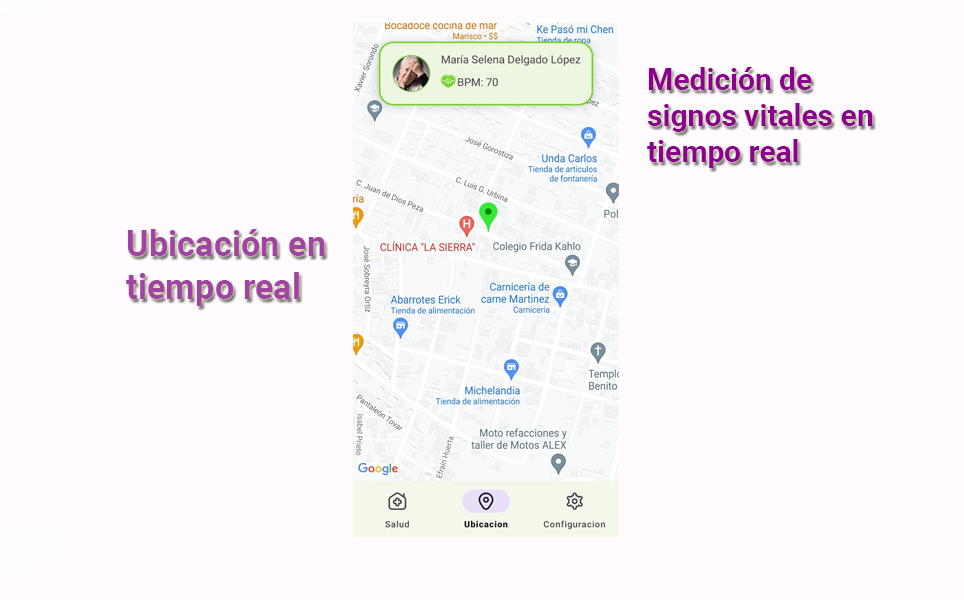 Ubicación en
tiempo real
Bocadoce cocina de mar
Marisco • $$
Ke Pasó mi Chen
Tienda de ropa
María Selena Delgado López
BPM: 70
Xavier Sorondo
José Gorostiza
Unda Carlos
Tienda de artículos
de fontanería
C. Luis G. Urbina
C. Juan de Dios Peza
ría
Pol
CLÍNICA "LA SIERRA"
Colegio Frida Kahlo
José Sobreyra Ortiz
Carnicería de
carne Martinez
Carnicería
Abarrotes Erick
Tienda de alimentación
Templo
Benito
Michelandia
Tienda de alimentación
Pantaleón Tovar
Isabel Prieto
Efraín Huerta
Moto refacciones y
taller de Motos ALEX
Google
Salud
Ubicacion
Configuracion
Medición de
signos vitales en
tiempo real